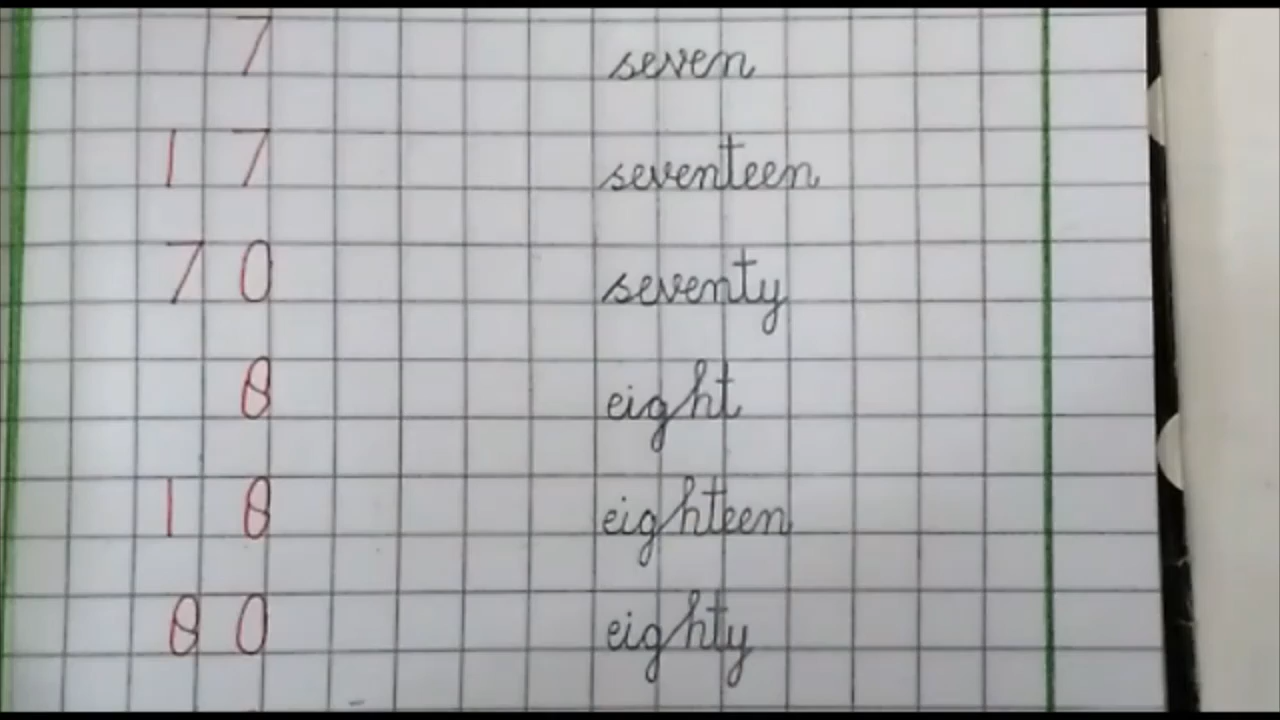 7 seven
17 seventeen
70 seventy
8 eight
18 eighteen
80 eighty